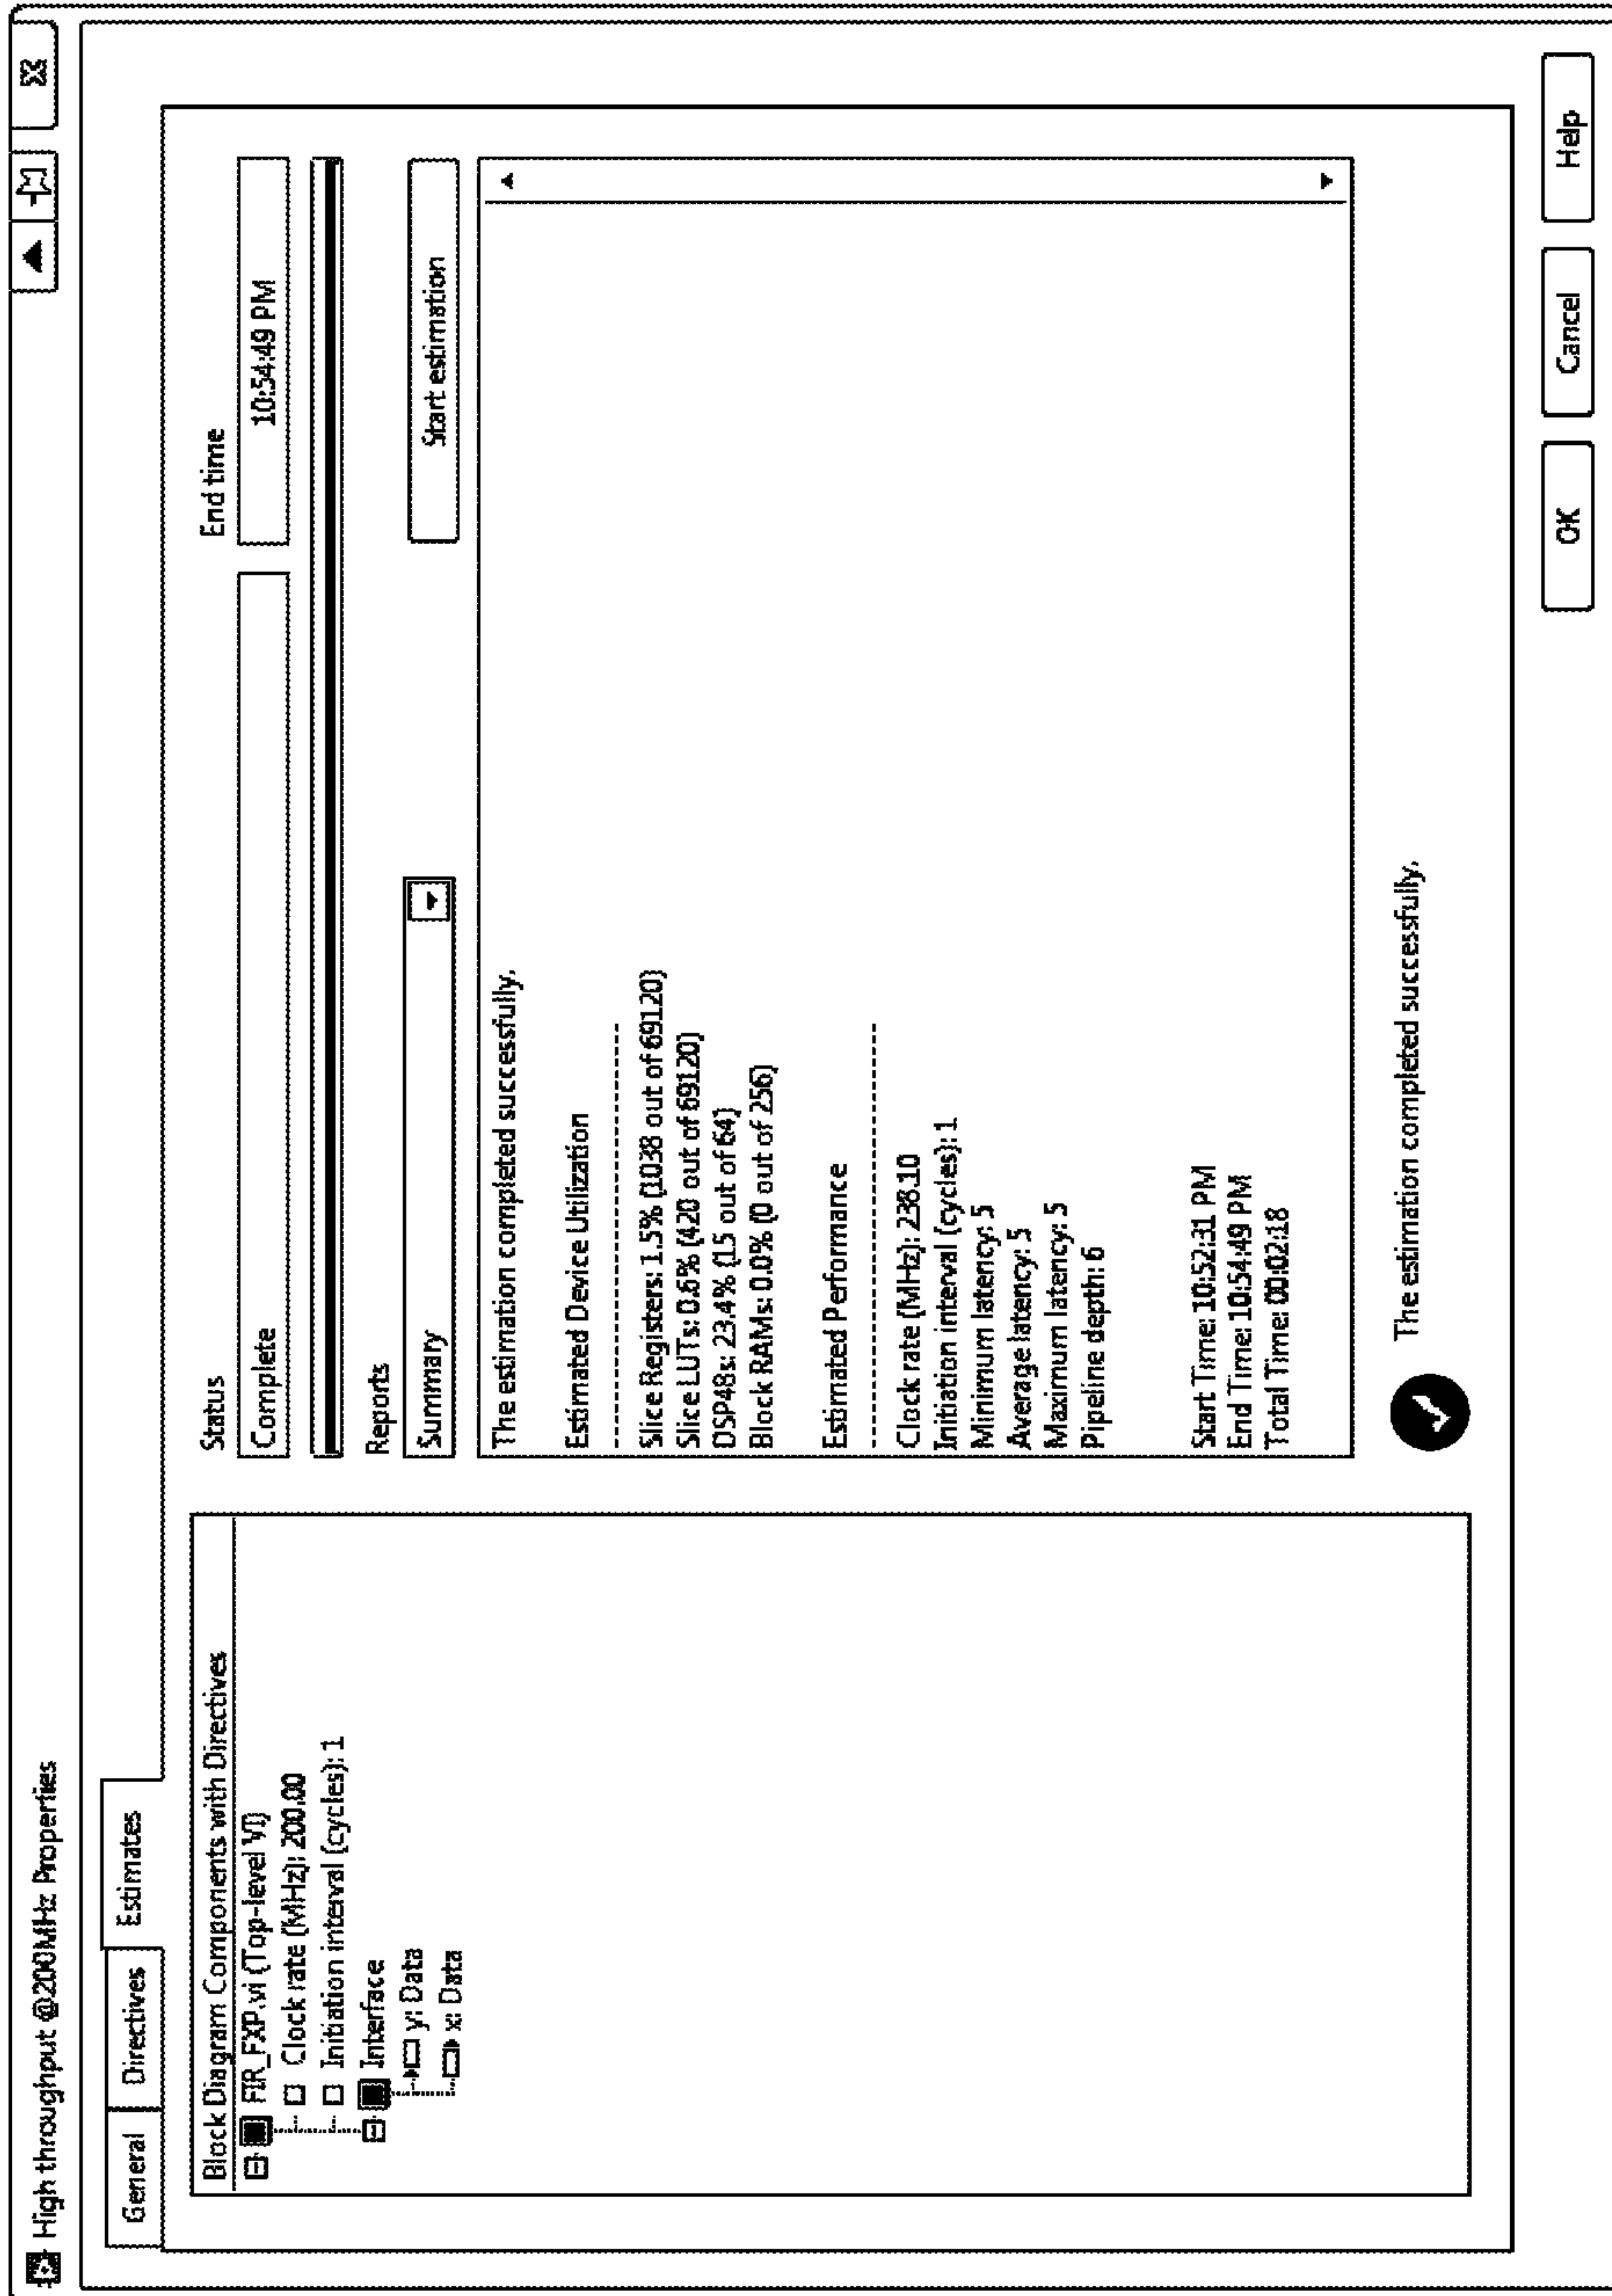 High throughput @200MHz Properties
General
Directives
Estimates
Block Diagram Components with Directives
FIR_FXP.vi (Top-level VI)
Clock rate (MHz): 200.00
Initiation interval (cycles): 1
Interface
y: Data
x: Data
Status
End time
Complete
10:54:49 PM
Reports
Summary
Start estimation
The estimation completed successfully.
Estimated Device Utilization
---------------------------
Slice Registers: 1.5% (1038 out of 69120)
Slice LUTs: 0.6% (420 out of 69120)
DSP48s: 23.4% (15 out of 64)
Block RAMs: 0.0% (0 out of 256)
Estimated Performance
---------------------------
Clock rate (MHz): 238.10
Initiation interval (cycles): 1
Minimum latency: 5
Average latency: 5
Maximum latency: 5
Pipeline depth: 6
Start Time: 10:52:31 PM
End Time: 10:54:49 PM
Total Time: 00:02:18
The estimation completed successfully.
OK
Cancel
Help